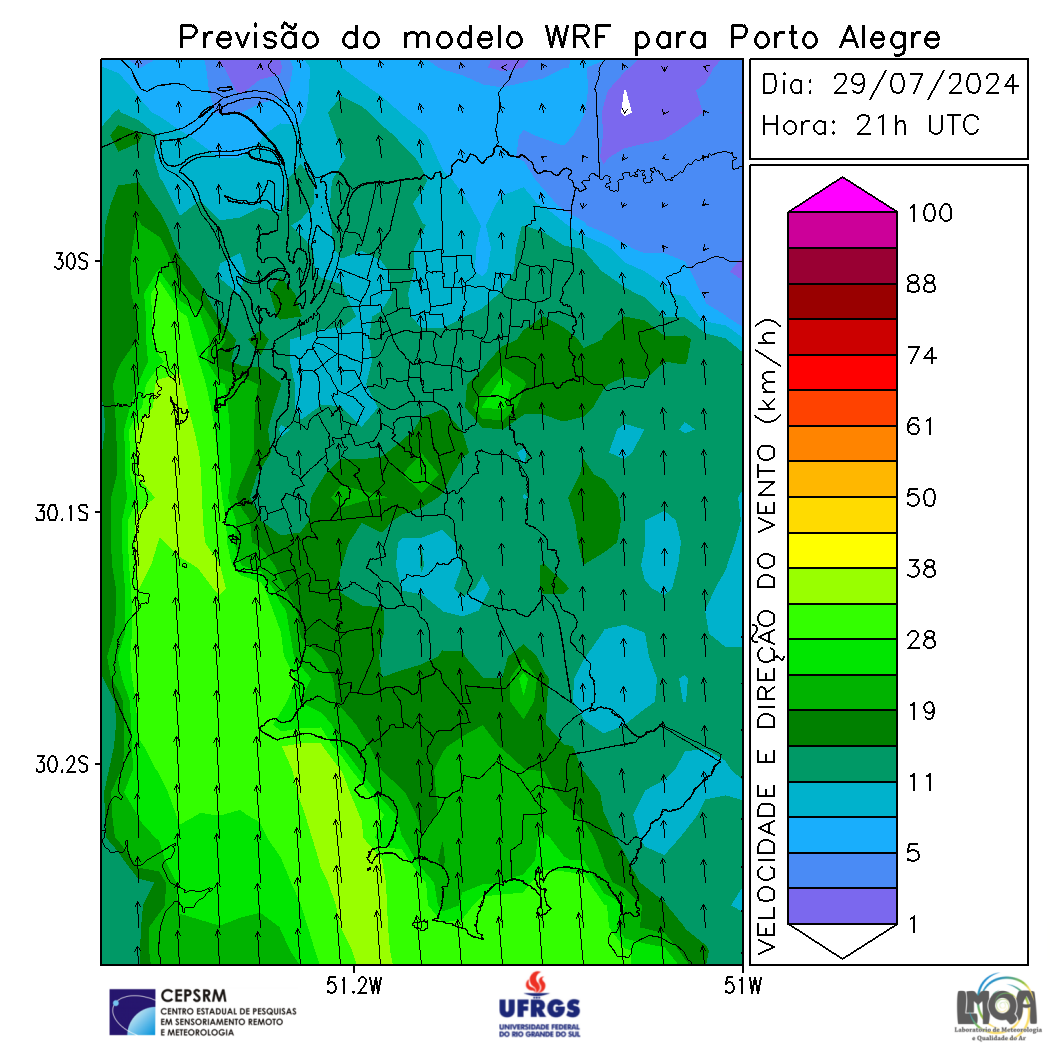 Previsão do modelo WRF para Porto Alegre
Dia: 29/07/2024
Hora: 21h UTC
30S
30.1S
30.2S
51.2W
51W
VELOCIDADE E DIREÇÃO DO VENTO (km/h)
100
88
74
61
50
38
28
19
11
5
1
CEPSRM
CENTRO ESTADUAL DE PESQUISAS
EM SENSORIAMENTO REMOTO
E METEOROLOGIA
UFRGS
UNIVERSIDADE FEDERAL
DO RIO GRANDE DO SUL
LMQA
Laboratório de Meteorologia
e Qualidade do Ar